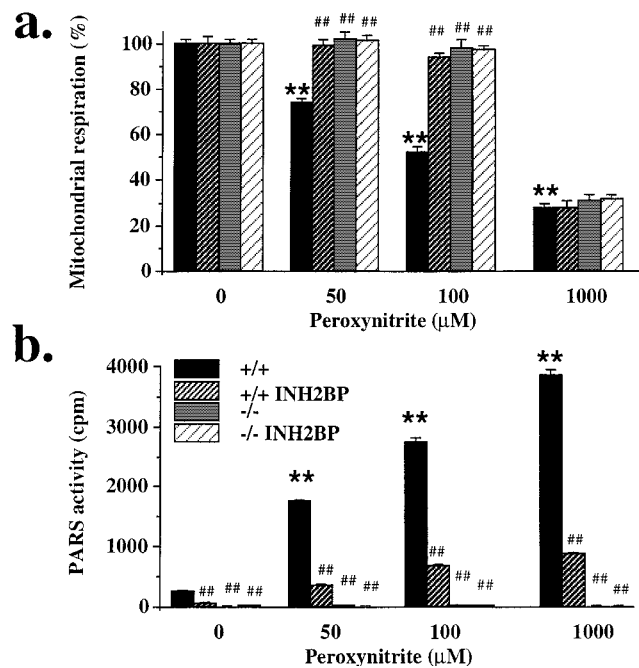 a.
Mitochondrial respiration (%)
100
80
60
40
20
0
## ## ##
## ## ##
**
**
**
0 50 100 1000
Peroxynitrite (μM)
b.
PARS activity (cpm)
4000
3000
2000
1000
0
+/+
+/+ INH2BP
-/-
-/- INH2BP
**
**
**
## ## ##
## ## ##
## ## ##
## ## ##
0 50 100 1000
Peroxynitrite (μM)